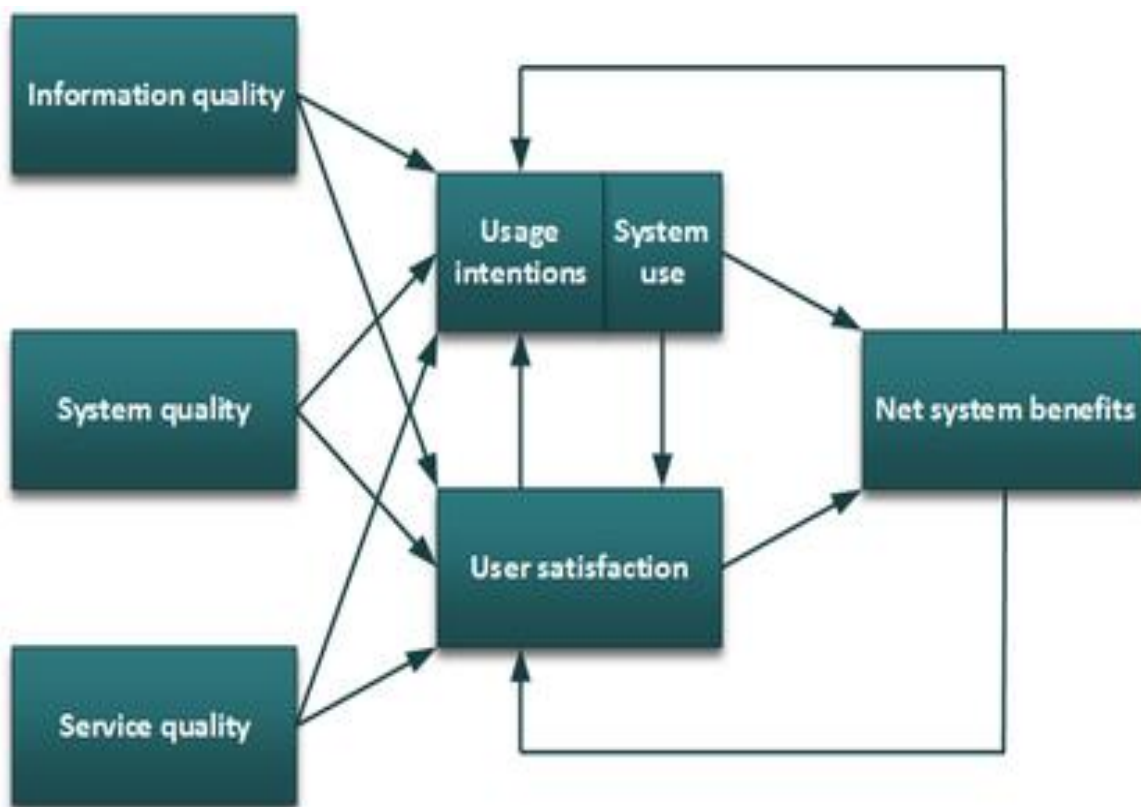 Information quality
Usage
intentions
System
use
System quality
Net system benefits
User satisfaction
Service quality